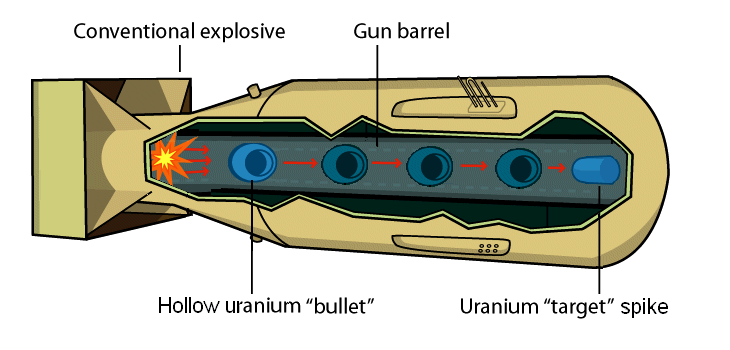 Conventional explosive
Gun barrel
Hollow uranium “bullet”
Uranium “target” spike